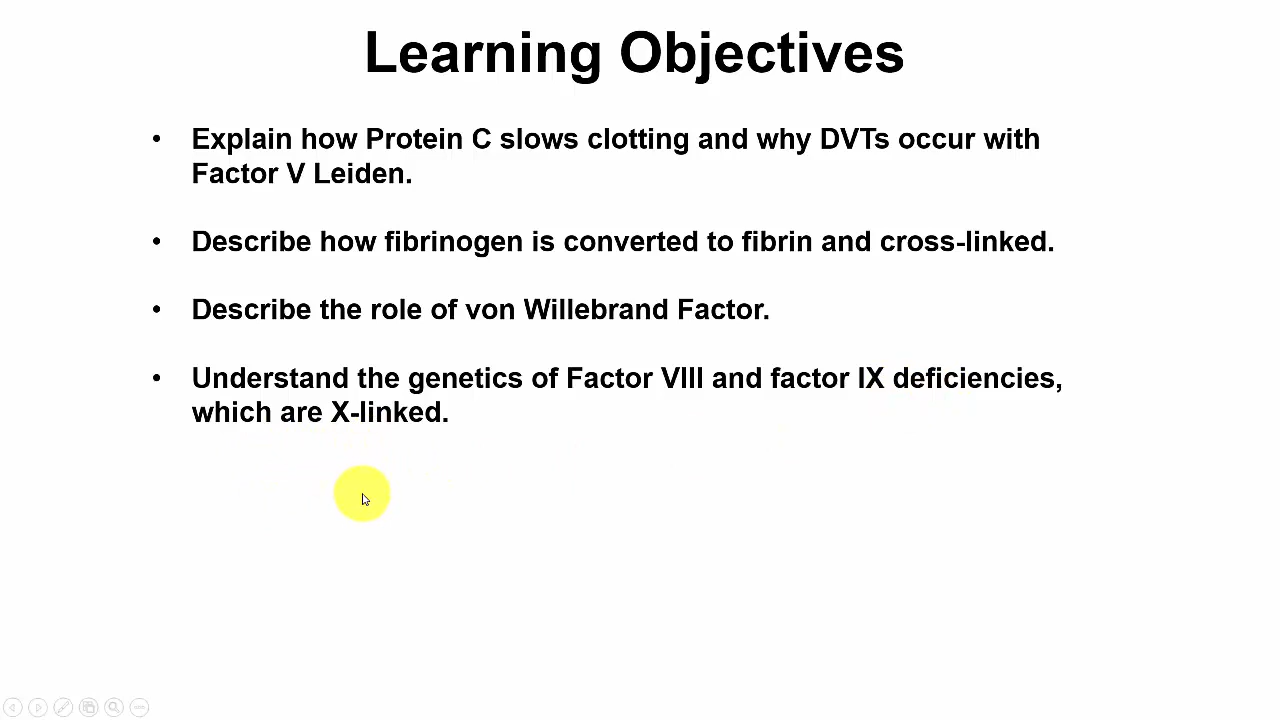 Learning Objectives
• Explain how Protein C slows clotting and why DVTs occur with
Factor V Leiden.
• Describe how fibrinogen is converted to fibrin and cross-linked.
• Describe the role of von Willebrand Factor.
• Understand the genetics of Factor VIII and factor IX deficiencies,
which are X-linked.